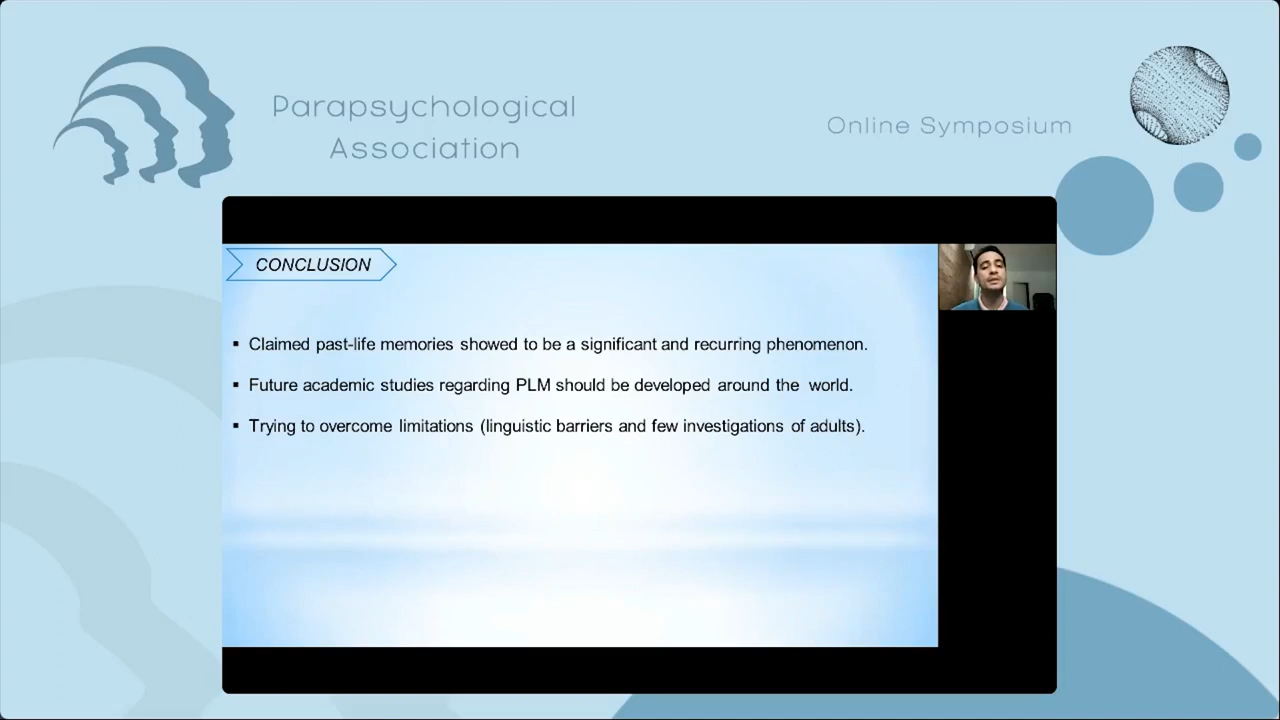 Parapsychological
Association
Online Symposium
CONCLUSION
▪ Claimed past-life memories showed to be a significant and recurring phenomenon.
▪ Future academic studies regarding PLM should be developed around the world.
▪ Trying to overcome limitations (linguistic barriers and few investigations of adults).